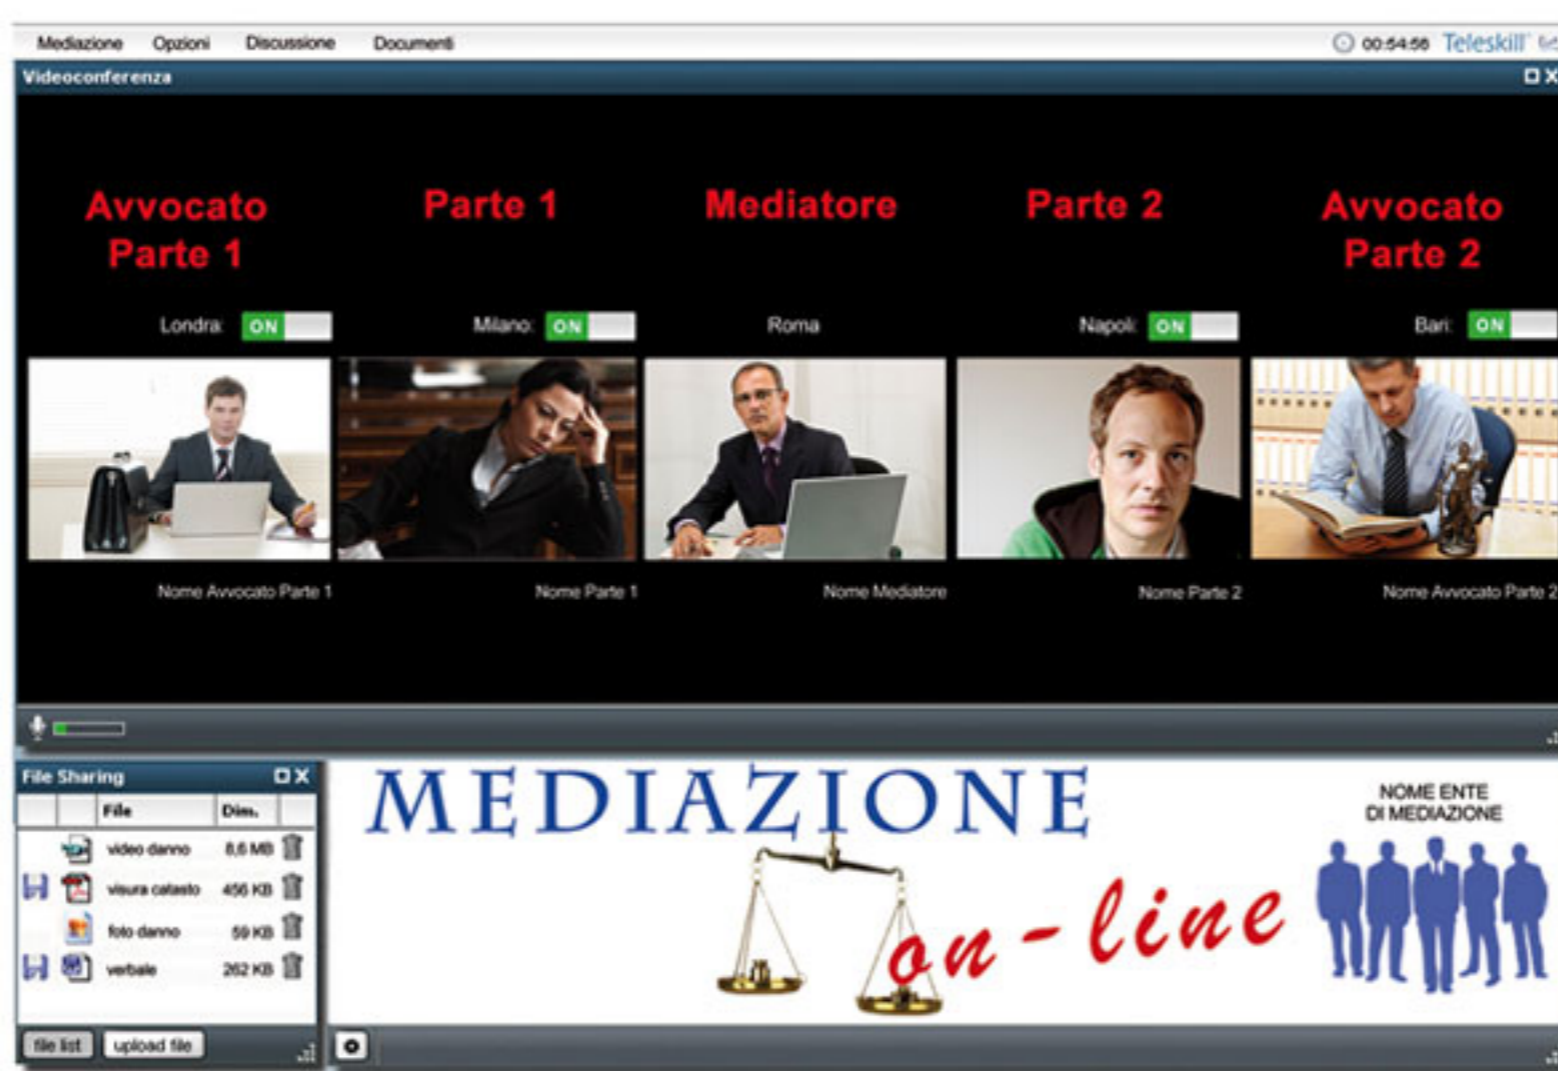 Mediazione Opzioni Discussione Documenti 00:54:56 Teleskill
Videoconferenza
Avvocato Parte 1 Mediatore Parte 2 Avvocato
Parte 1 Parte 2
Londra: ON Milano: ON Roma Napoli: ON Bari: ON
Nome Avvocato Parte 1 Nome Parte 1 Nome Mediatore Nome Parte 2 Nome Avvocato Parte 2
File Sharing
File Dim.
video danno 8,6 MB
visura catasto 456 KB
foto danno 59 KB
verbale 262 KB
file list upload file
MEDIAZIONE
on-line
NOME ENTE
DI MEDIAZIONE